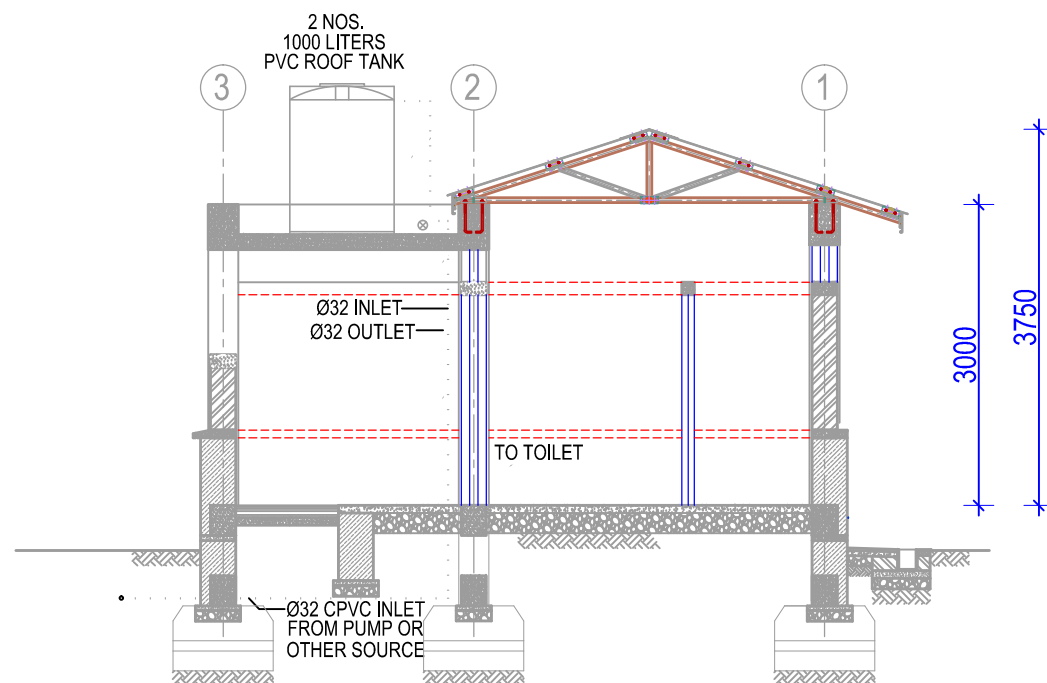 2 NOS.
1000 LITERS
PVC ROOF TANK
3
2
1
Ø32 INLET
Ø32 OUTLET
TO TOILET
3000
3750
Ø32 CPVC INLET
FROM PUMP OR
OTHER SOURCE